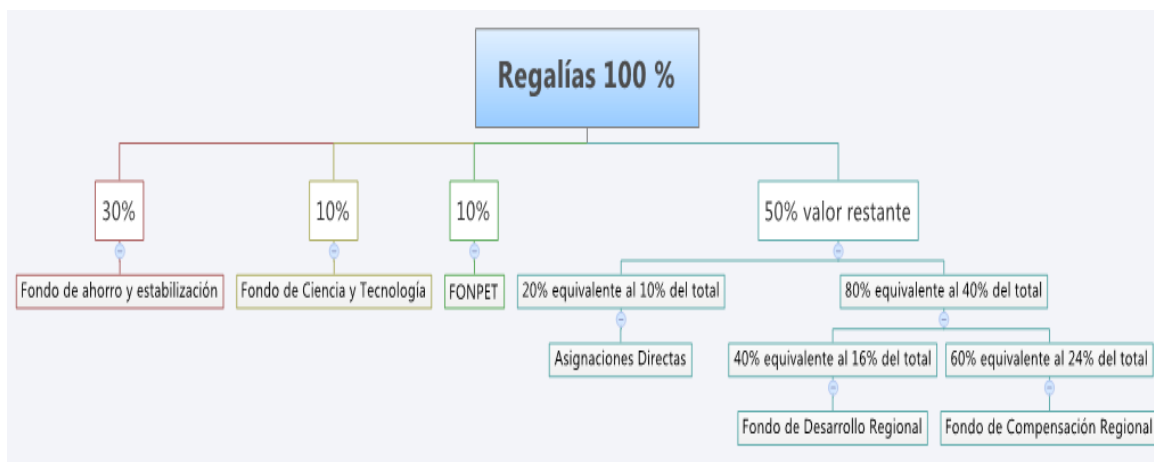 Regalías 100 %
30%
10%
10%
50% valor restante
Fondo de ahorro y estabilización
Fondo de Ciencia y Tecnología
FONPET
20% equivalente al 10% del total
80% equivalente al 40% del total
Asignaciones Directas
40% equivalente al 16% del total
60% equivalente al 24% del total
Fondo de Desarrollo Regional
Fondo de Compensación Regional